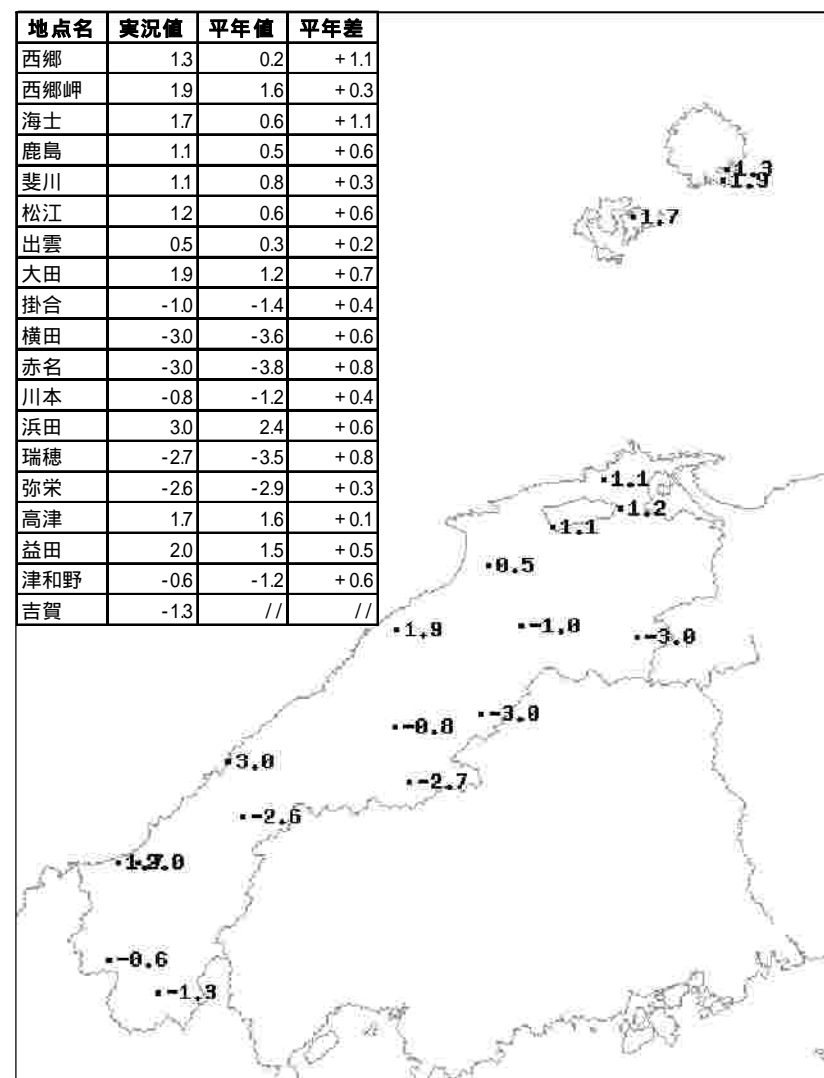 地点名 実況値 平年値 平年差
西郷 1.3 0.2 +1.1
西郷岬 1.9 1.6 +0.3
海士 1.7 0.6 +1.1
鹿島 1.1 0.5 +0.6
斐川 1.1 0.8 +0.3
松江 1.2 0.6 +0.6
出雲 0.5 0.3 +0.2
大田 1.9 1.2 +0.7
掛合 -1.0 -1.4 +0.4
横田 -3.0 -3.6 +0.6
赤名 -3.0 -3.8 +0.8
川本 -0.8 -1.2 +0.4
浜田 3.0 2.4 +0.6
瑞穂 -2.7 -3.5 +0.8
弥栄 -2.6 -2.9 +0.3
高津 1.7 1.6 +0.1
益田 2.0 1.5 +0.5
津和野 -0.6 -1.2 +0.6
吉賀 -1.3 // //
1.3
1.9
1.7
1.1
1.2
1.1
0.5
1.9
-1.0
-3.0
-3.0
-0.8
3.0
-2.7
-2.6
1.7 2.0
-0.6
-1.3